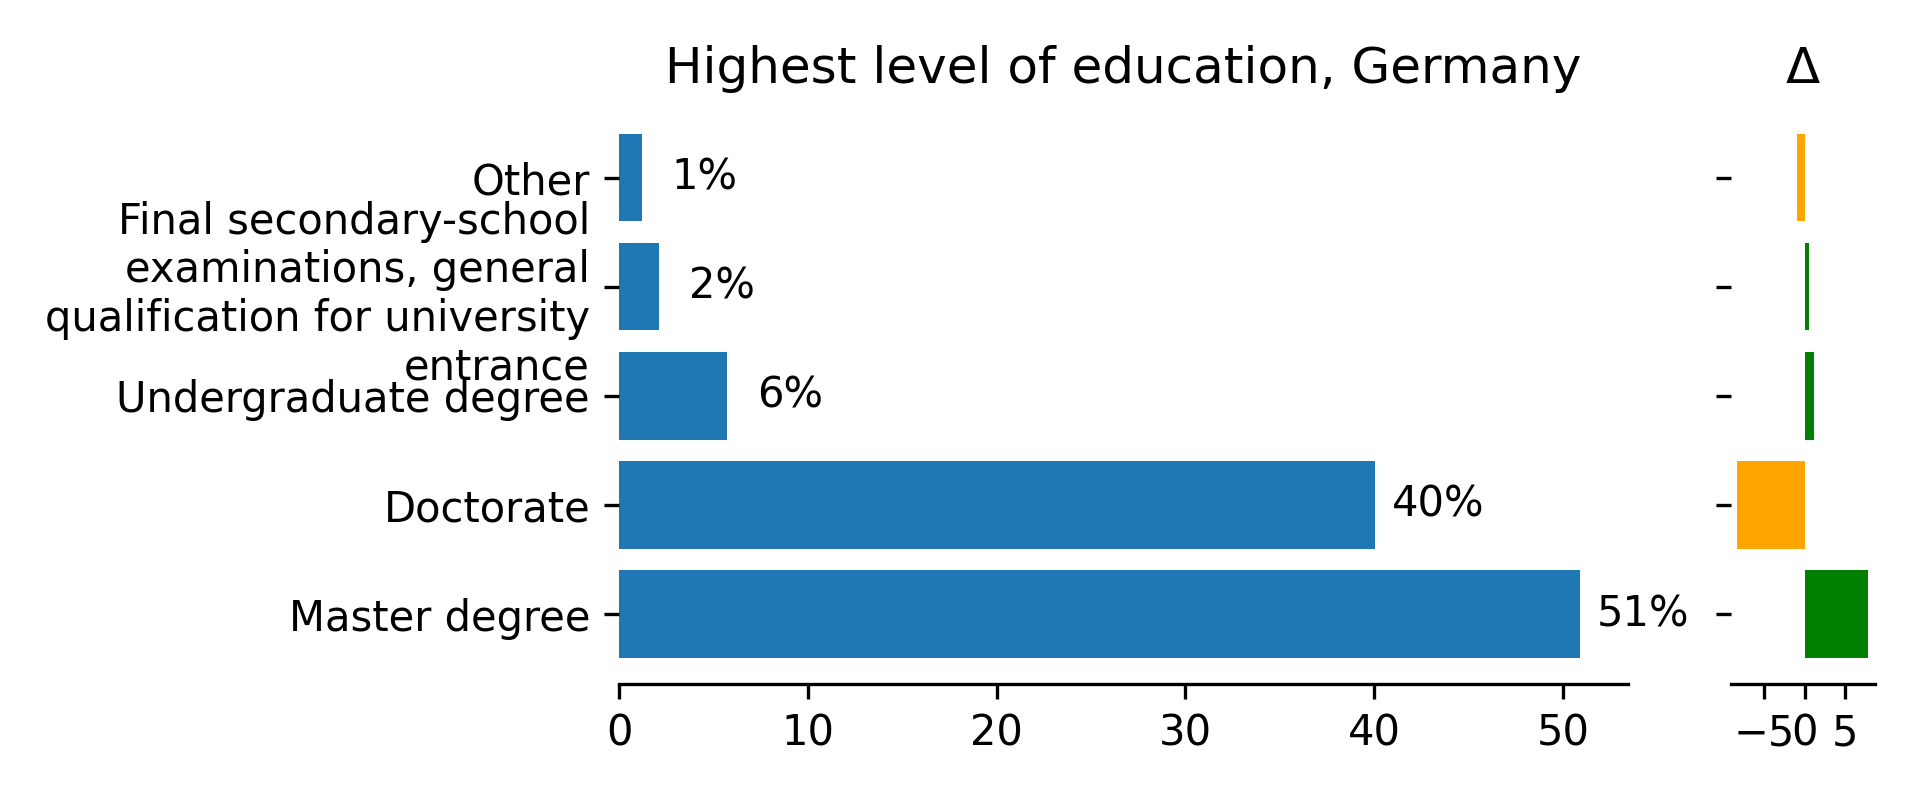 Highest level of education, Germany
Δ
Other
1%
Final secondary-school
examinations, general
qualification for university
entrance
2%
Undergraduate degree
6%
Doctorate
40%
Master degree
51%
0 10 20 30 40 50
−5 0 5